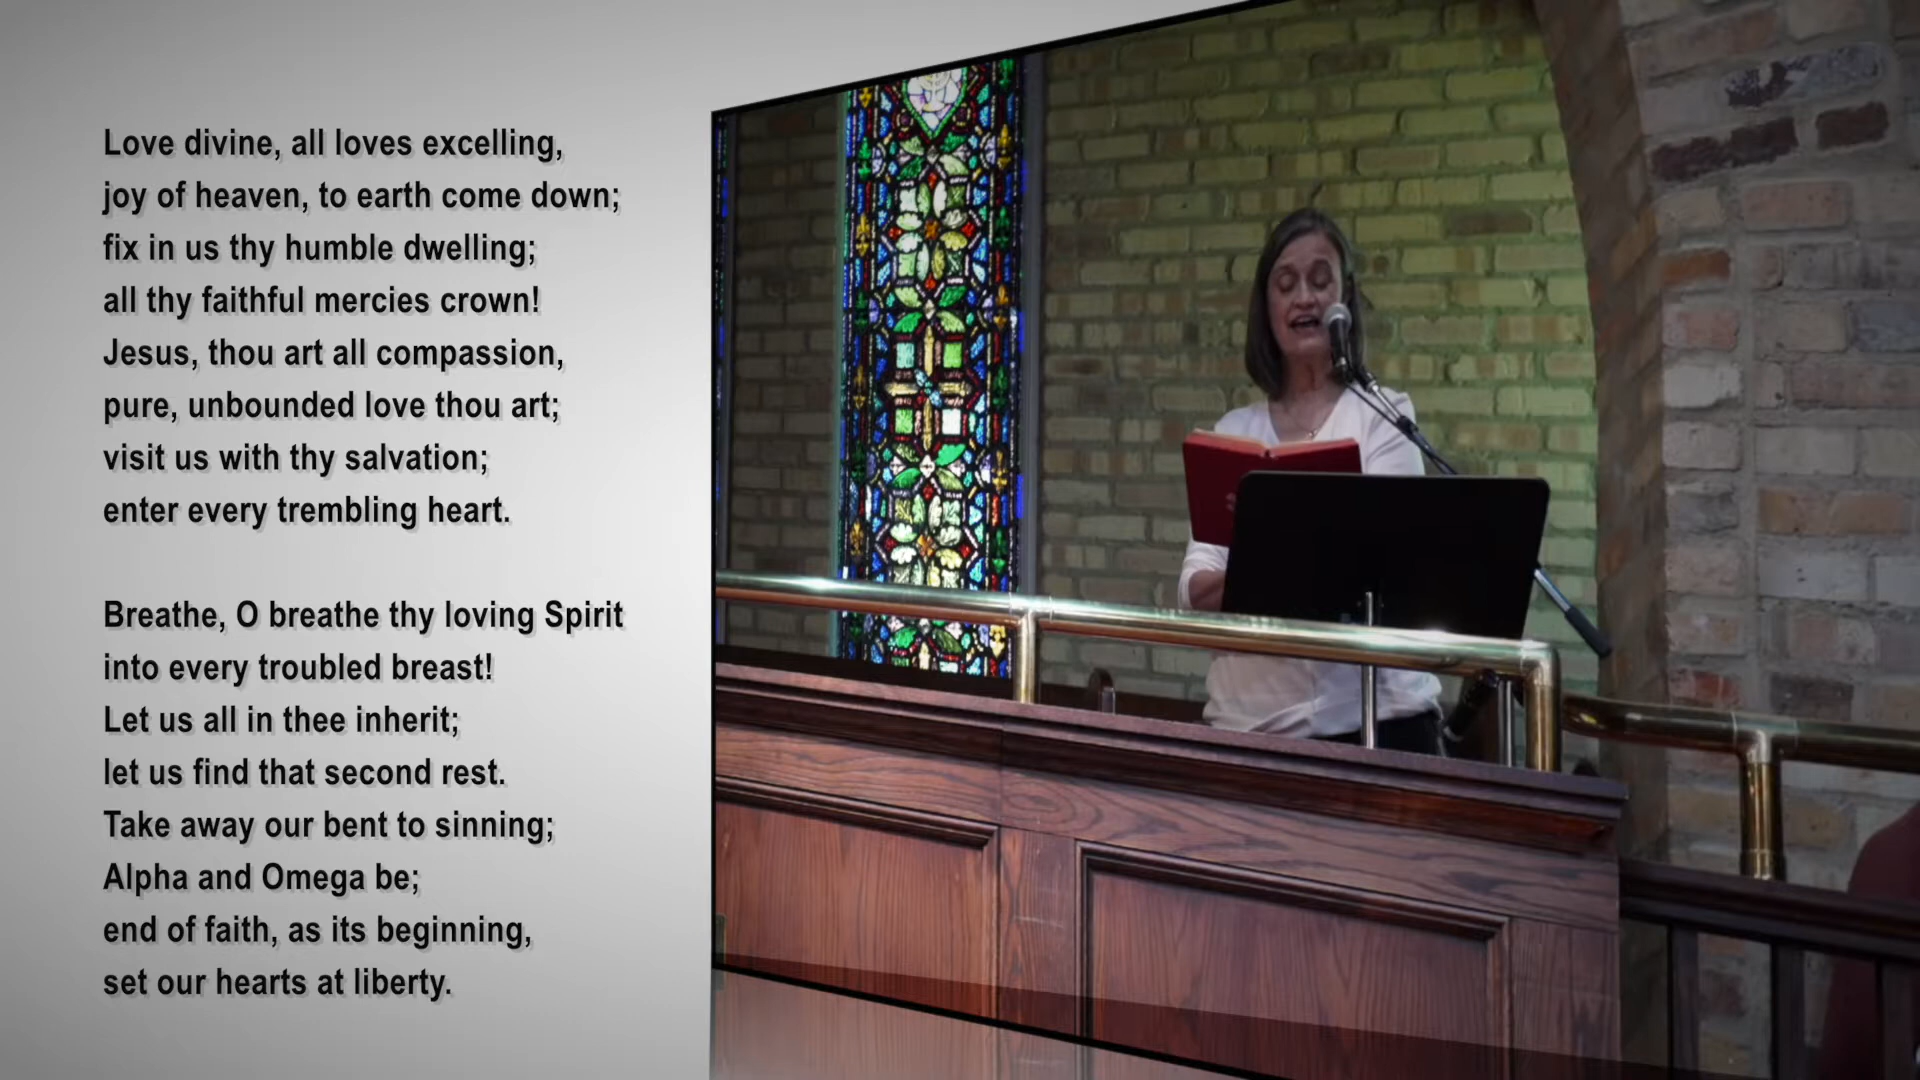 Love divine, all loves excelling,
joy of heaven, to earth come down;
fix in us thy humble dwelling;
all thy faithful mercies crown!
Jesus, thou art all compassion,
pure, unbounded love thou art;
visit us with thy salvation;
enter every trembling heart.
Breathe, O breathe thy loving Spirit
into every troubled breast!
Let us all in thee inherit;
let us find that second rest.
Take away our bent to sinning;
Alpha and Omega be;
end of faith, as its beginning,
set our hearts at liberty.